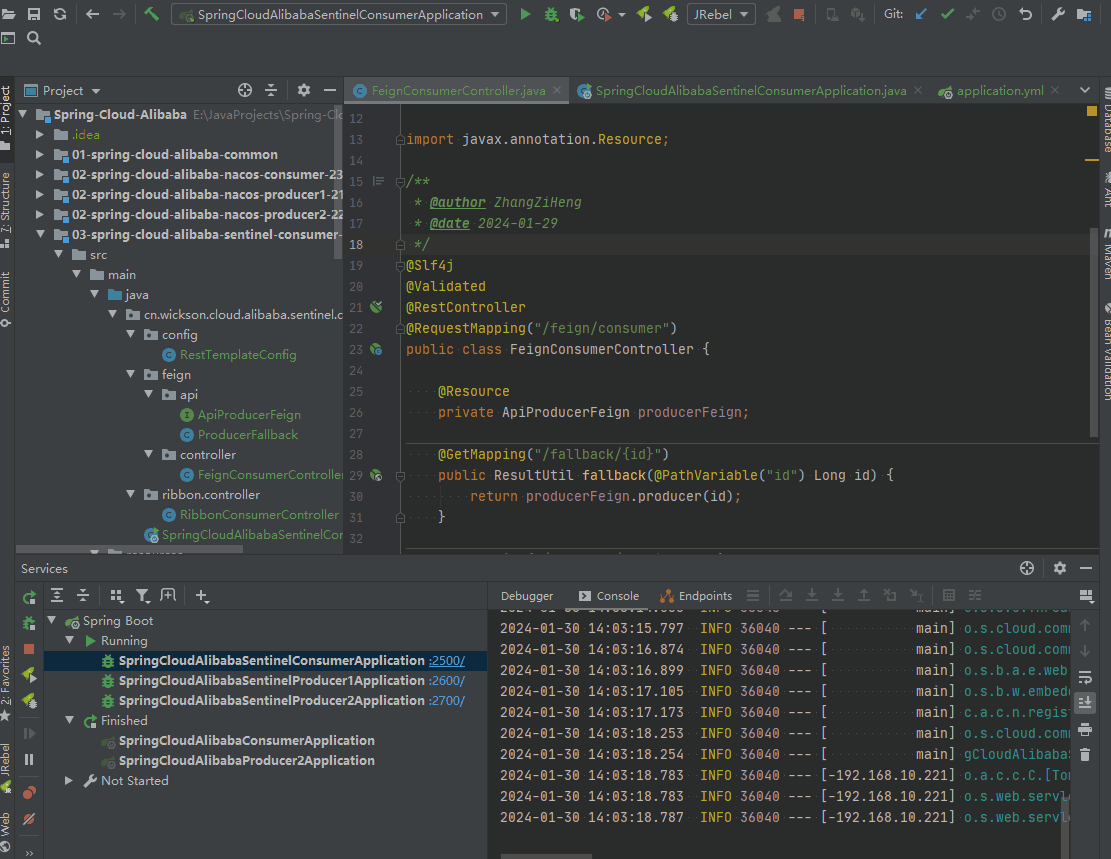 SpringCloudAlibabaSentinelConsumerApplication JRebel Git:
Project
FeignConsumerController.java SpringCloudAlibabaSentinelConsumerApplication.java application.yml
1: Project
7: Structure
Commit
2: Favorites
JRebel
Web
Spring-Cloud-Alibaba E:\JavaProjects\Spring-Cl
.idea
01-spring-cloud-alibaba-common
02-spring-cloud-alibaba-nacos-consumer-23
02-spring-cloud-alibaba-nacos-producer1-21
02-spring-cloud-alibaba-nacos-producer2-22
03-spring-cloud-alibaba-sentinel-consumer-
src
main
java
cn.wickson.cloud.alibaba.sentinel.c
config
RestTemplateConfig
feign
api
ApiProducerFeign
ProducerFallback
controller
FeignConsumerController
ribbon.controller
RibbonConsumerController
SpringCloudAlibabaSentinelCor
12
13 import javax.annotation.Resource;
14
15 /**
16 * @author ZhangZiHeng
17 * @date 2024-01-29
18 */
19 @Slf4j
20 @Validated
21 @RestController
22 @RequestMapping("/feign/consumer")
23 public class FeignConsumerController {
24
25 @Resource
26 private ApiProducerFeign producerFeign;
27
28 @GetMapping("/fallback/{id}")
29 public ResultUtil fallback(@PathVariable("id") Long id) {
30 return producerFeign.producer(id);
31 }
32
Database
Ant
Maven
Bean Validation
Services
Spring Boot
Running
SpringCloudAlibabaSentinelConsumerApplication :2500/
SpringCloudAlibabaSentinelProducer1Application :2600/
SpringCloudAlibabaSentinelProducer2Application :2700/
Finished
SpringCloudAlibabaConsumerApplication
SpringCloudAlibabaProducer2Application
Not Started
Debugger Console Endpoints
2024-01-30 14:03:15.797 INFO 36040 --- [ main] o.s.cloud.com
2024-01-30 14:03:16.874 INFO 36040 --- [ main] o.s.cloud.com
2024-01-30 14:03:16.899 INFO 36040 --- [ main] o.s.b.a.e.web
2024-01-30 14:03:17.105 INFO 36040 --- [ main] o.s.b.w.embed
2024-01-30 14:03:17.173 INFO 36040 --- [ main] c.a.c.n.regis
2024-01-30 14:03:18.253 INFO 36040 --- [ main] o.s.cloud.com
2024-01-30 14:03:18.254 INFO 36040 --- [ main] gCloudAlibaba
2024-01-30 14:03:18.783 INFO 36040 --- [-192.168.10.221] o.a.c.c.C.[To
2024-01-30 14:03:18.783 INFO 36040 --- [-192.168.10.221] o.s.web.servl
2024-01-30 14:03:18.787 INFO 36040 --- [-192.168.10.221] o.s.web.servl